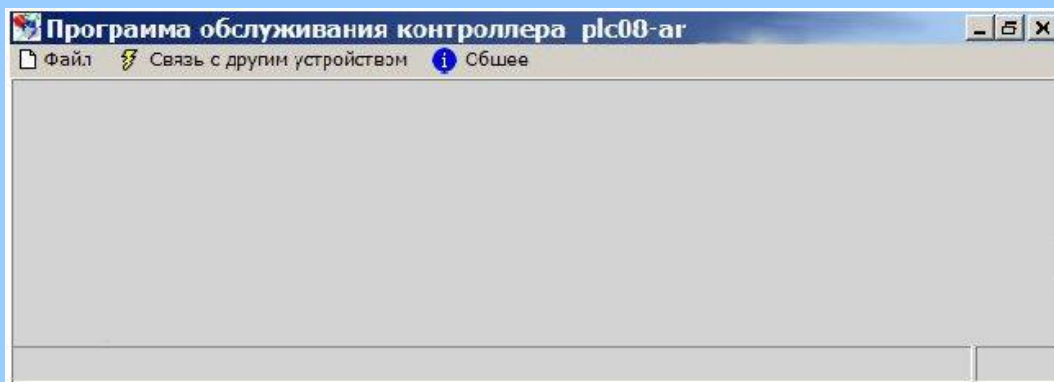 Программа обслуживания контроллера plc08-ar
Файл Связь с другим устройством Общее